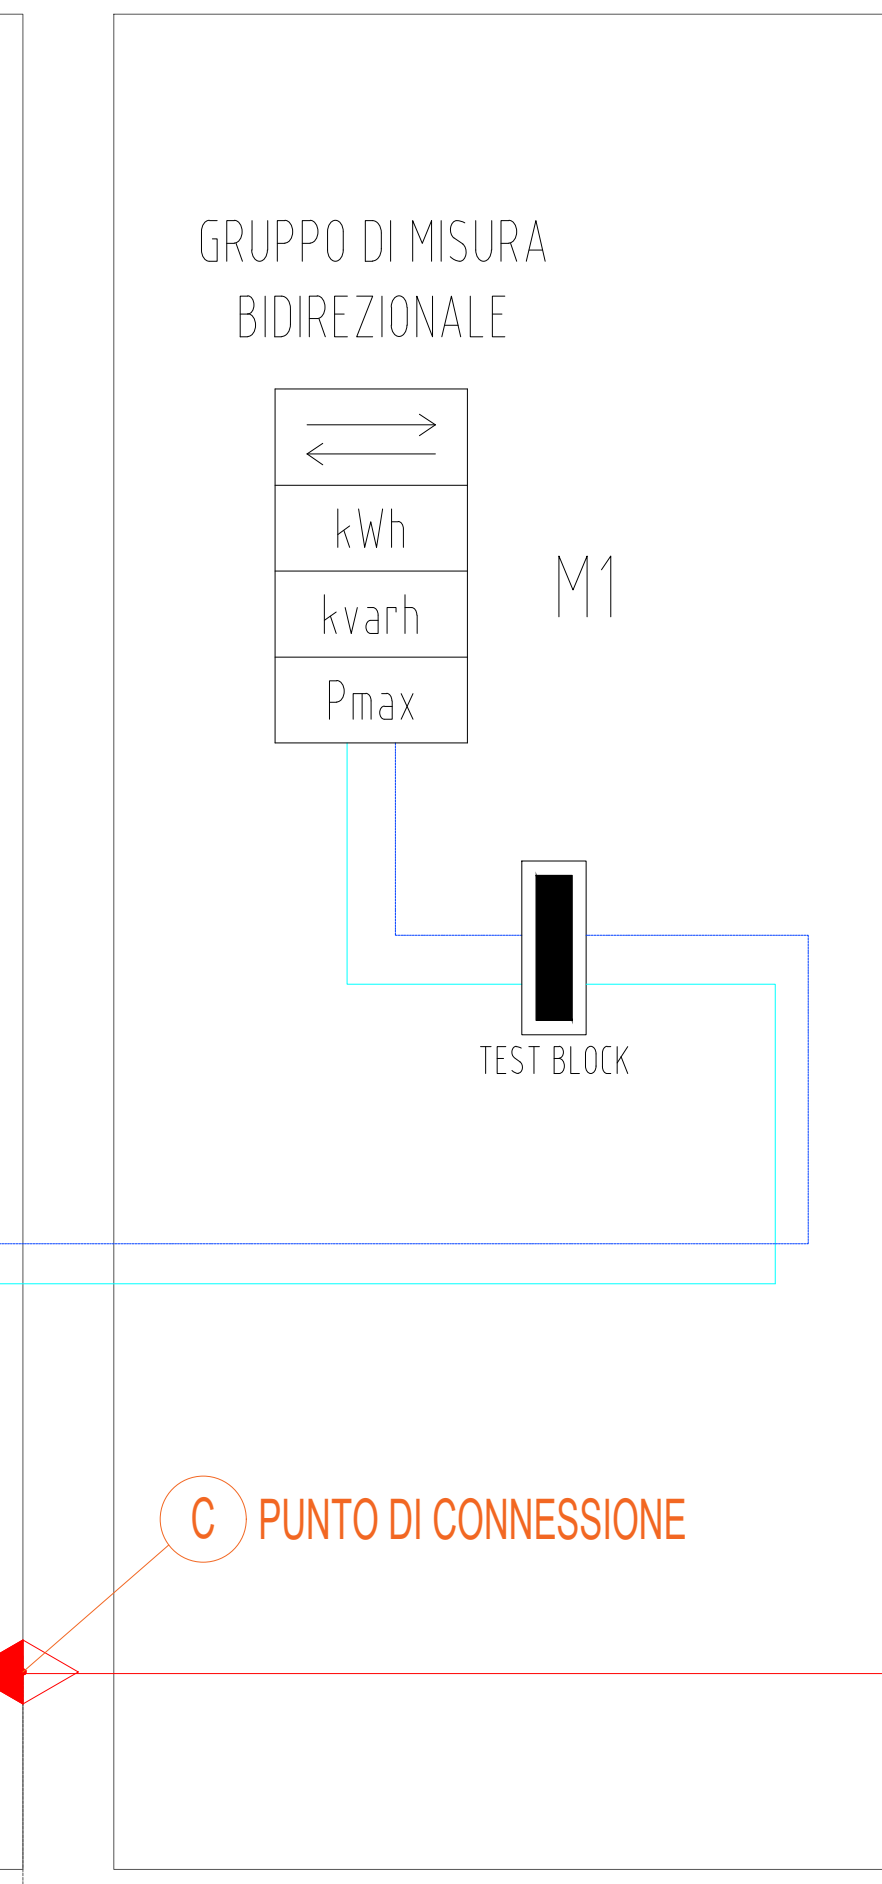 GRUPPO DI MISURA
BIDIREZIONALE
kWh
kvarh
Pmax
M1
TEST BLOCK
C PUNTO DI CONNESSIONE